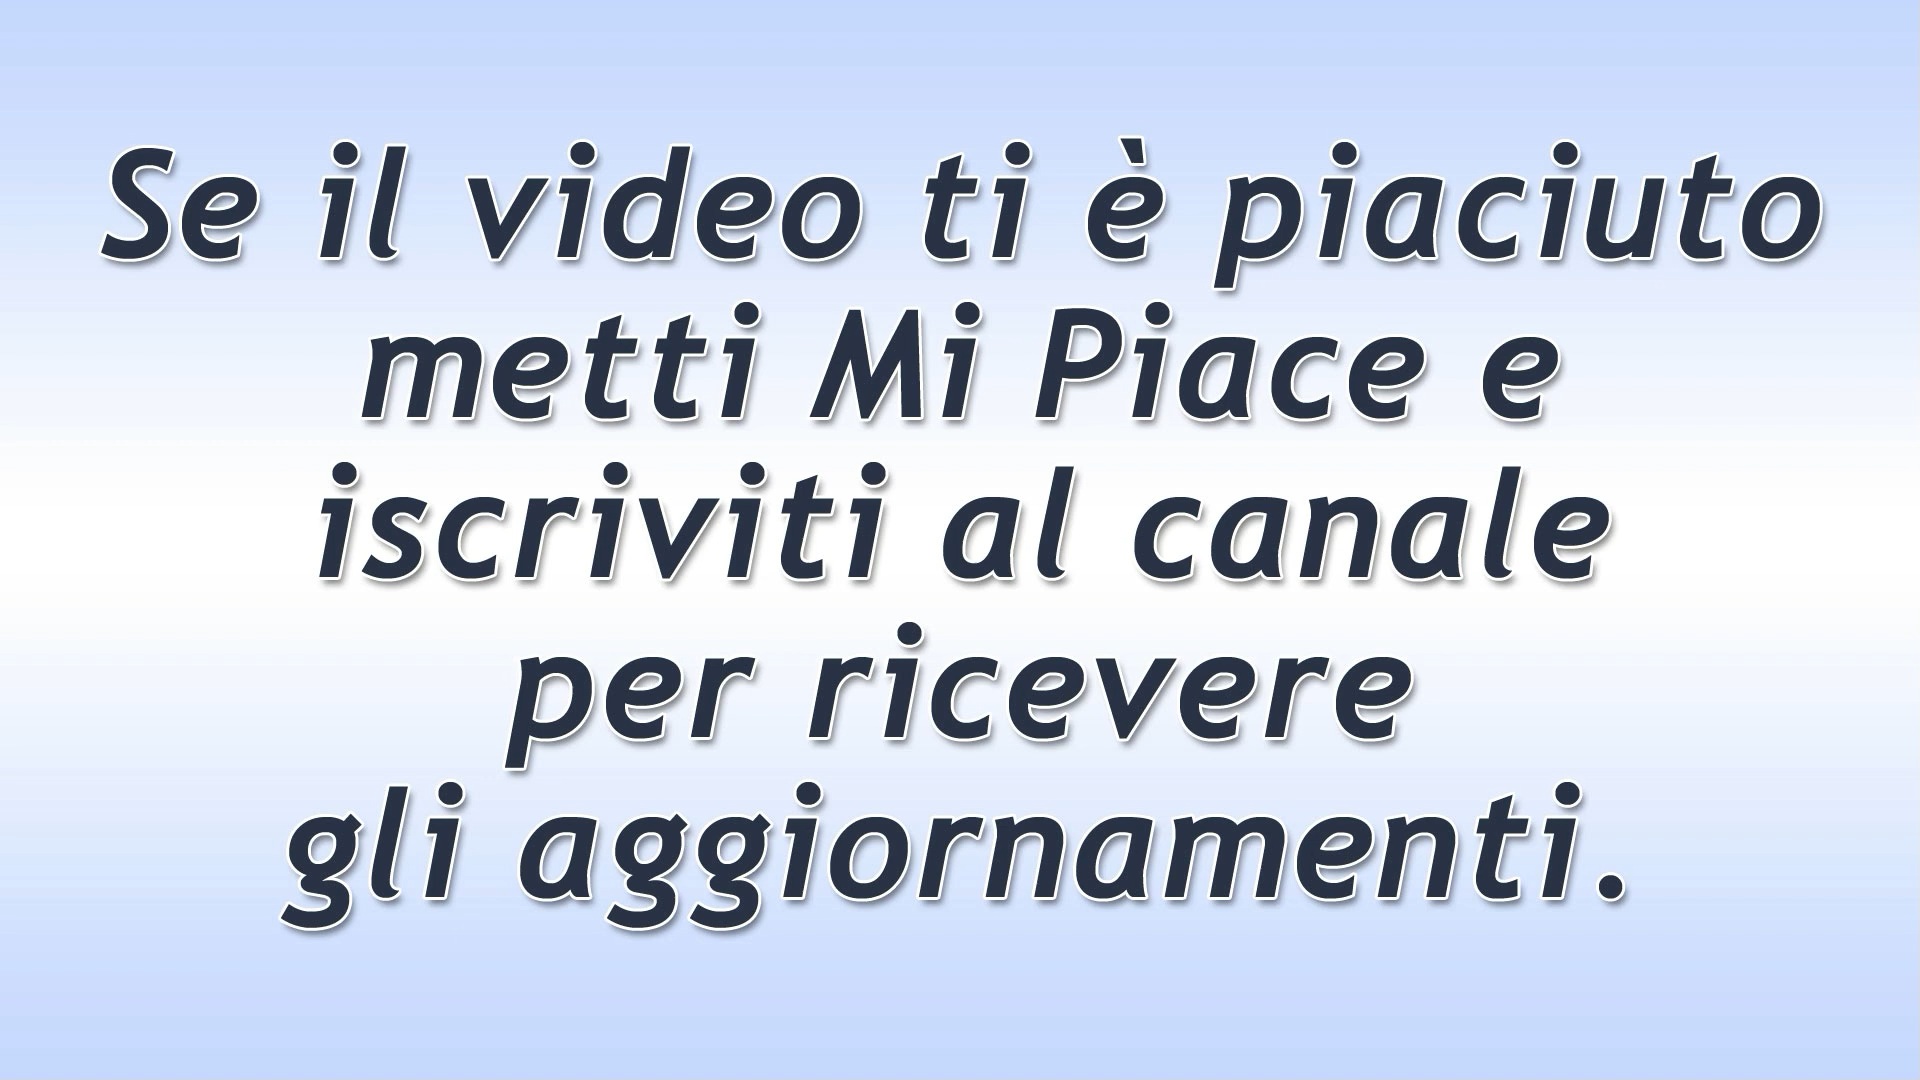 Se il video ti è piaciuto
metti Mi Piace e
iscriviti al canale
per ricevere
gli aggiornamenti.